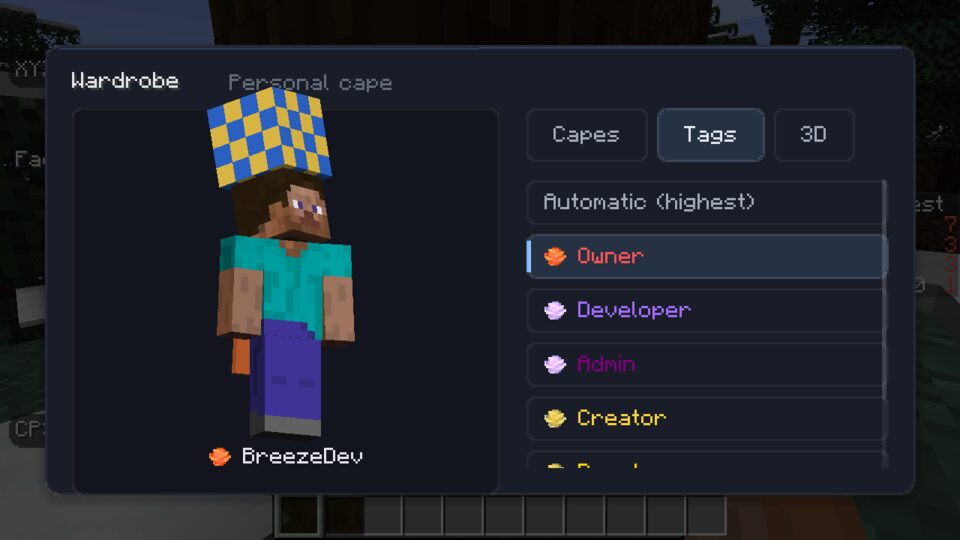 Wardrobe
Personal cape
Capes
Tags
3D
Automatic (highest)
Owner
Developer
Admin
Creator
BreezeDev